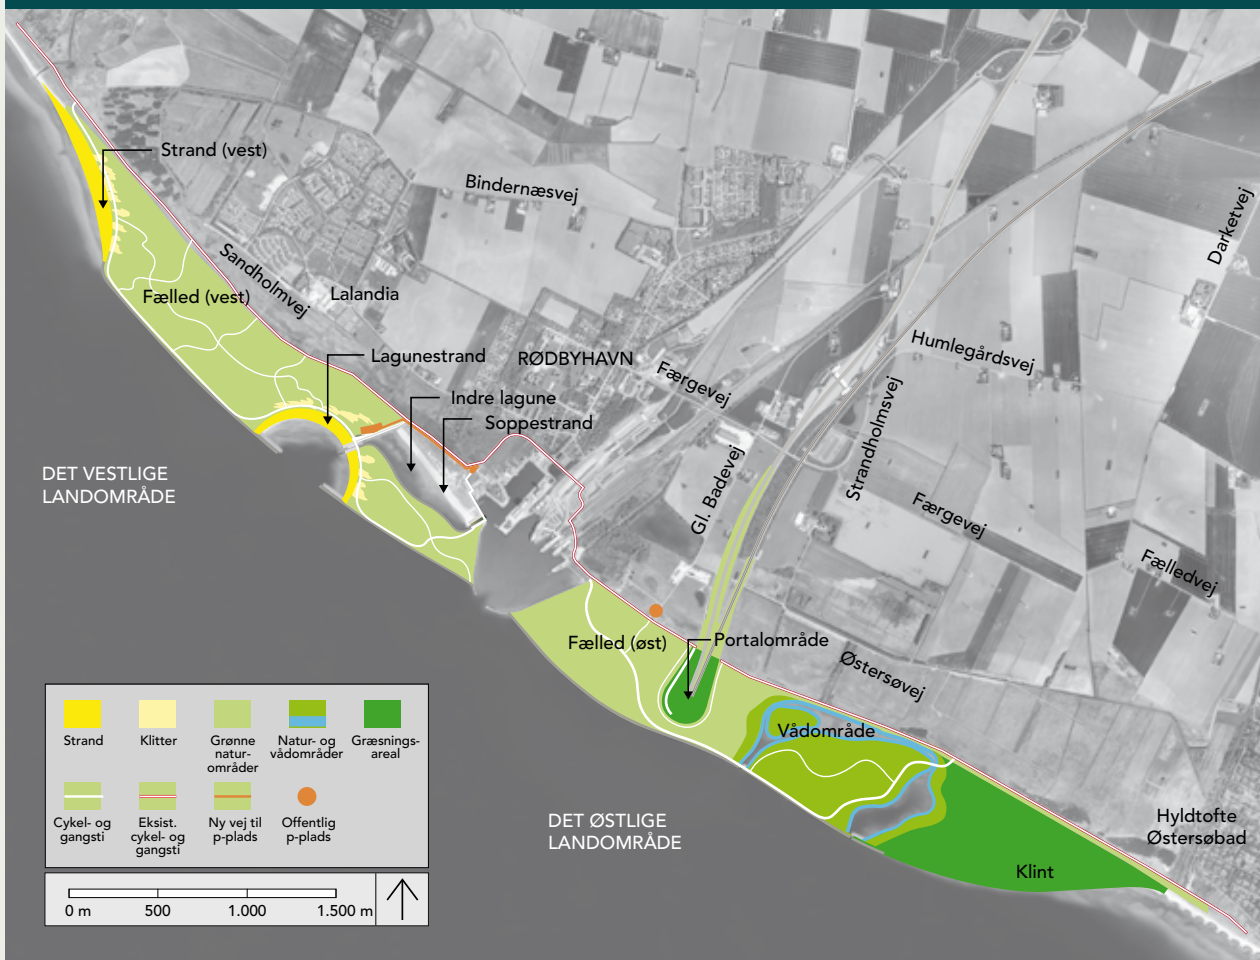 Strand (vest)
Bindernæsvej
Darketvej
Sandholmvej
Fælled (vest)
Lalandia
Lagunestrand
RØDBYHAVN
Humlegårdsvej
Færgevej
Indre lagune
Soppestrand
Strandholmsvej
Gl. Badevej
DET VESTLIGE
LANDOMRÅDE
Færgevej
Fælledvej
Fælled (øst)
Portalområde
Østersøvej
Vådområde
Hyldtofte
Østersøbad
DET ØSTLIGE
LANDOMRÅDE
Klint
Strand
Klitter
Grønne
natur-
områder
Natur- og
vådområder
Græsnings-
areal
Cykel- og
gangsti
Eksist.
cykel- og
gangsti
Ny vej til
p-plads
Offentlig
p-plads
0 m 500 1.000 1.500 m